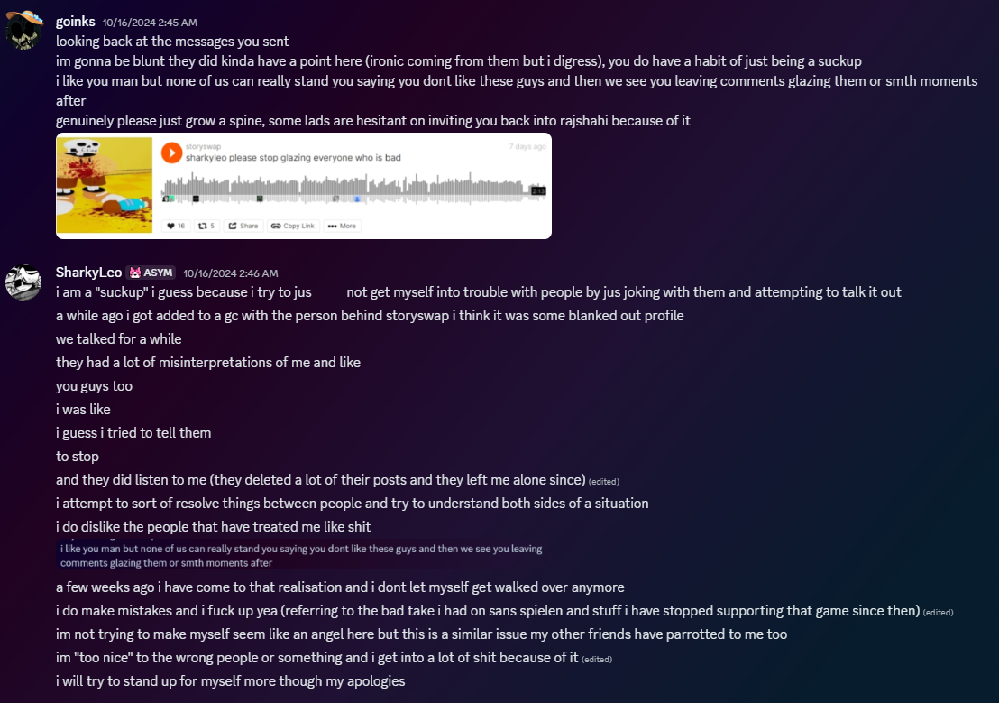 goinks 10/16/2024 2:45 AM
looking back at the messages you sent
im gonna be blunt they did kinda have a point here (ironic coming from them but i digress), you do have a habit of just being a suckup
i like you man but none of us can really stand you saying you dont like these guys and then we see you leaving comments glazing them or smth moments
after
genuinely please just grow a spine, some lads are hesitant on inviting you back into rajshahi because of it
storyswap 7 days ago
sharkyleo please stop glazing everyone who is bad
2:13
16 5 Share Copy Link More
SharkyLeo ASYM 10/16/2024 2:46 AM
i am a "suckup" i guess because i try to jus not get myself into trouble with people by jus joking with them and attempting to talk it out
a while ago i got added to a gc with the person behind storyswap i think it was some blanked out profile
we talked for a while
they had a lot of misinterpretations of me and like
you guys too
i was like
i guess i tried to tell them
to stop
and they did listen to me (they deleted a lot of their posts and they left me alone since) (edited)
i attempt to sort of resolve things between people and try to understand both sides of a situation
i do dislike the people that have treated me like shit
i like you man but none of us can really stand you saying you dont like these guys and then we see you leaving
comments glazing them or smth moments after
a few weeks ago i have come to that realisation and i dont let myself get walked over anymore
i do make mistakes and i fuck up yea (referring to the bad take i had on sans spielen and stuff i have stopped supporting that game since then) (edited)
im not trying to make myself seem like an angel here but this is a similar issue my other friends have parrotted to me too
im "too nice" to the wrong people or something and i get into a lot of shit because of it (edited)
i will try to stand up for myself more though my apologies